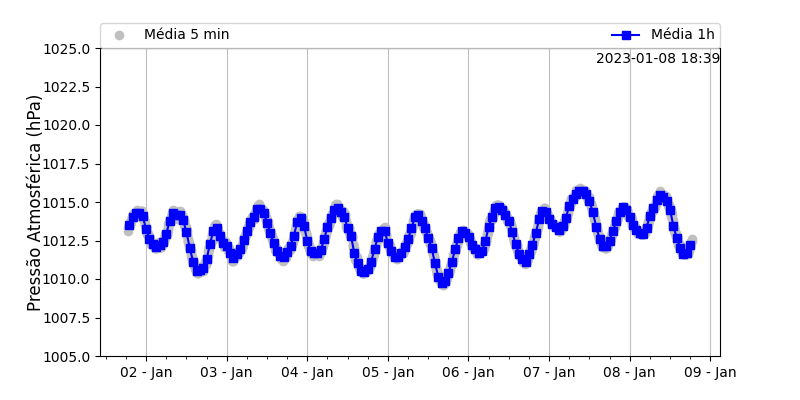 Média 5 min
Média 1h
2023-01-08 18:39
Pressão Atmosférica (hPa)
1025.0
1022.5
1020.0
1017.5
1015.0
1012.5
1010.0
1007.5
1005.0
02 - Jan
03 - Jan
04 - Jan
05 - Jan
06 - Jan
07 - Jan
08 - Jan
09 - Jan